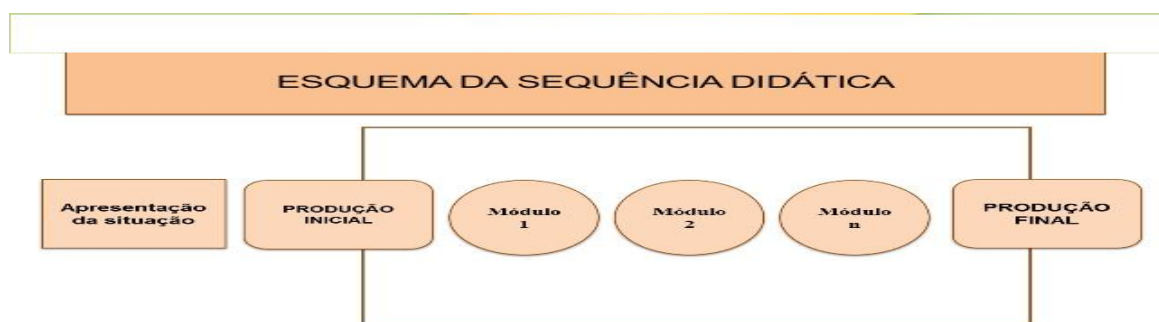 ESQUEMA DA SEQUÊNCIA DIDÁTICA
Apresentação
da situação
PRODUÇÃO
INICIAL
Módulo
1
Módulo
2
Módulo
n
PRODUÇÃO
FINAL